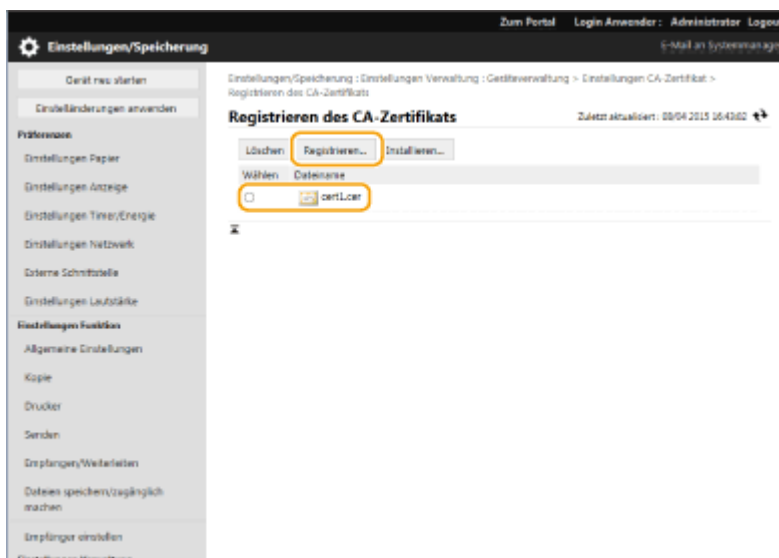 Zum Portal Login Anwender: Administrator Logou
Einstellungen/Speicherung
E-Mail an Systemmanage
Gerät neu starten
Einstelländerungen anwenden
Präferenzen
Einstellungen Papier
Einstellungen Anzeige
Einstellungen Timer/Energie
Einstellungen Netzwerk
Externe Schnittstelle
Einstellungen Lautstärke
Einstellungen Funktion
Allgemeine Einstellungen
Kopie
Drucker
Senden
Empfangen/Weiterleiten
Dateien speichern/zugänglich
machen
Empfänger einstellen
Einstellungen/Speicherung : Einstellungen Verwaltung : Geräteverwaltung > Einstellungen CA-Zertifikat >
Registrieren des CA-Zertifikats
Registrieren des CA-Zertifikats
Zuletzt aktualisiert: 08/04 2015 16:43:02
Löschen Registrieren... Installieren...
Wählen Dateiname
cert1.cer